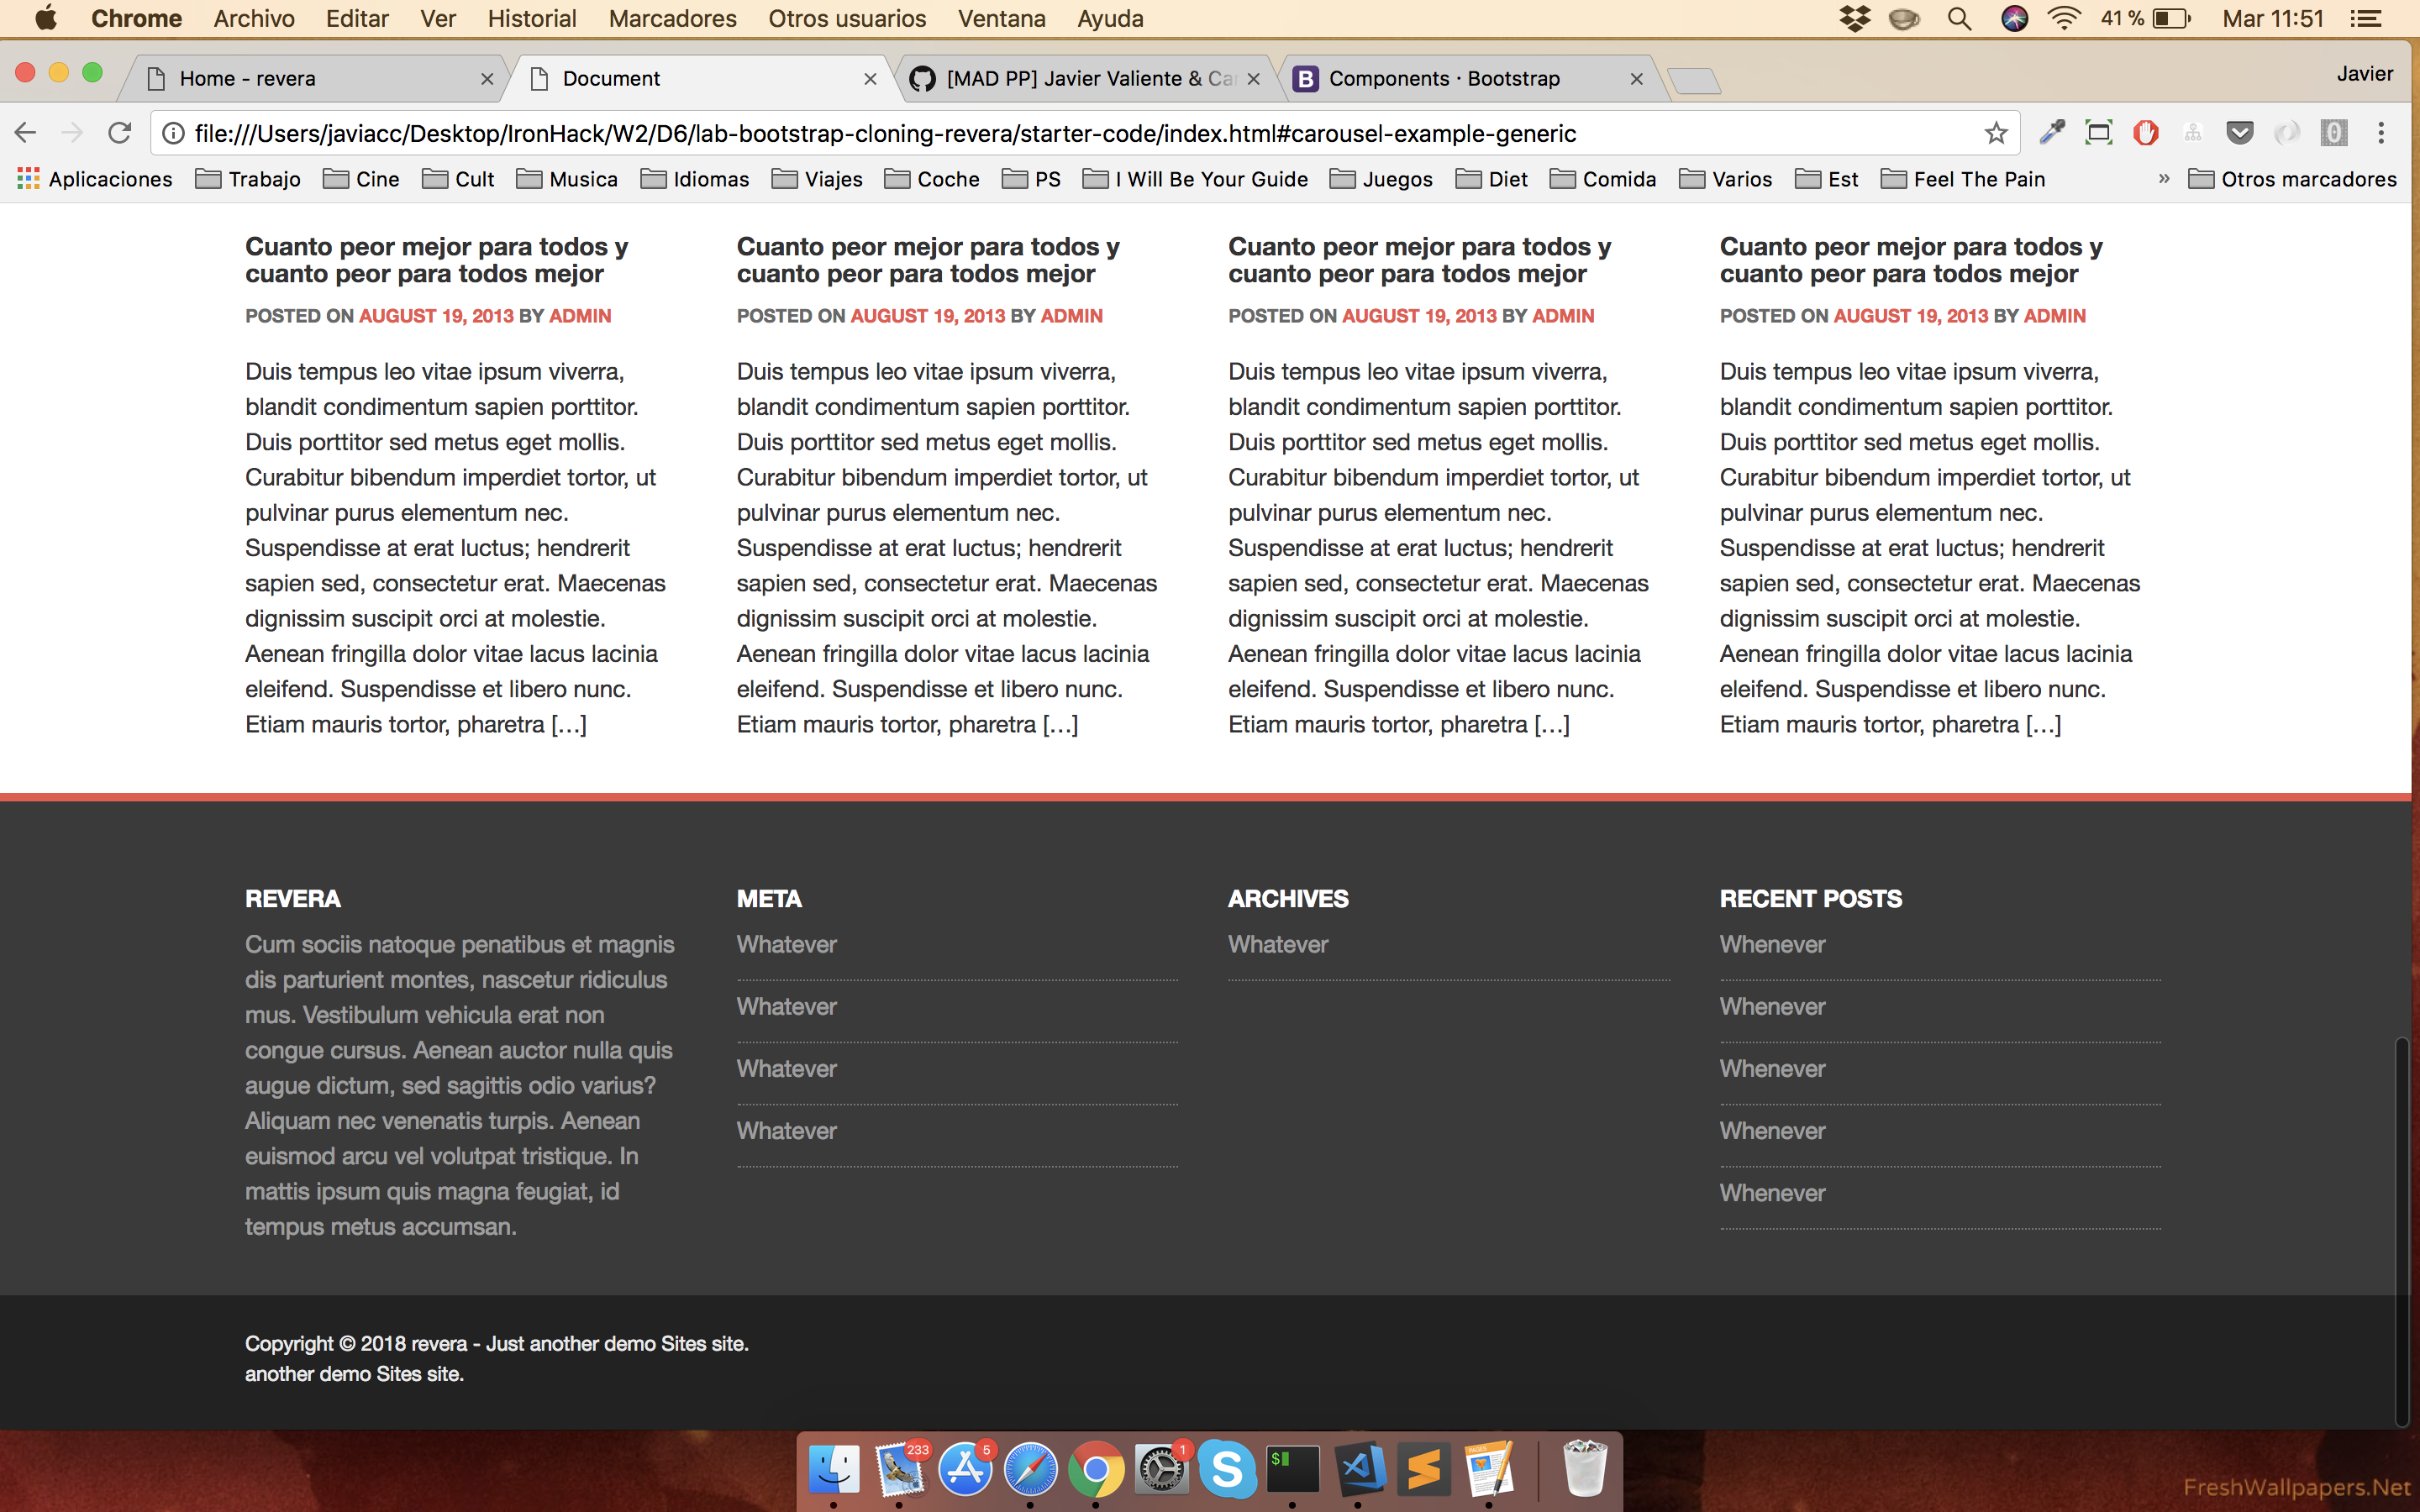 Chrome Archivo Editar Ver Historial Marcadores Otros usuarios Ventana Ayuda 41 % Mar 11:51
Home - revera Document [MAD PP] Javier Valiente & Ca Components · Bootstrap Javier
file:///Users/javiacc/Desktop/IronHack/W2/D6/lab-bootstrap-cloning-revera/starter-code/index.html#carousel-example-generic
Aplicaciones Trabajo Cine Cult Musica Idiomas Viajes Coche PS I Will Be Your Guide Juegos Diet Comida Varios Est Feel The Pain » Otros marcadores
Cuanto peor mejor para todos y
cuanto peor para todos mejor
POSTED ON AUGUST 19, 2013 BY ADMIN
Duis tempus leo vitae ipsum viverra,
blandit condimentum sapien porttitor.
Duis porttitor sed metus eget mollis.
Curabitur bibendum imperdiet tortor, ut
pulvinar purus elementum nec.
Suspendisse at erat luctus; hendrerit
sapien sed, consectetur erat. Maecenas
dignissim suscipit orci at molestie.
Aenean fringilla dolor vitae lacus lacinia
eleifend. Suspendisse et libero nunc.
Etiam mauris tortor, pharetra [...]
Cuanto peor mejor para todos y
cuanto peor para todos mejor
POSTED ON AUGUST 19, 2013 BY ADMIN
Duis tempus leo vitae ipsum viverra,
blandit condimentum sapien porttitor.
Duis porttitor sed metus eget mollis.
Curabitur bibendum imperdiet tortor, ut
pulvinar purus elementum nec.
Suspendisse at erat luctus; hendrerit
sapien sed, consectetur erat. Maecenas
dignissim suscipit orci at molestie.
Aenean fringilla dolor vitae lacus lacinia
eleifend. Suspendisse et libero nunc.
Etiam mauris tortor, pharetra [...]
Cuanto peor mejor para todos y
cuanto peor para todos mejor
POSTED ON AUGUST 19, 2013 BY ADMIN
Duis tempus leo vitae ipsum viverra,
blandit condimentum sapien porttitor.
Duis porttitor sed metus eget mollis.
Curabitur bibendum imperdiet tortor, ut
pulvinar purus elementum nec.
Suspendisse at erat luctus; hendrerit
sapien sed, consectetur erat. Maecenas
dignissim suscipit orci at molestie.
Aenean fringilla dolor vitae lacus lacinia
eleifend. Suspendisse et libero nunc.
Etiam mauris tortor, pharetra [...]
Cuanto peor mejor para todos y
cuanto peor para todos mejor
POSTED ON AUGUST 19, 2013 BY ADMIN
Duis tempus leo vitae ipsum viverra,
blandit condimentum sapien porttitor.
Duis porttitor sed metus eget mollis.
Curabitur bibendum imperdiet tortor, ut
pulvinar purus elementum nec.
Suspendisse at erat luctus; hendrerit
sapien sed, consectetur erat. Maecenas
dignissim suscipit orci at molestie.
Aenean fringilla dolor vitae lacus lacinia
eleifend. Suspendisse et libero nunc.
Etiam mauris tortor, pharetra [...]
REVERA
Cum sociis natoque penatibus et magnis
dis parturient montes, nascetur ridiculus
mus. Vestibulum vehicula erat non
congue cursus. Aenean auctor nulla quis
augue dictum, sed sagittis odio varius?
Aliquam nec venenatis turpis. Aenean
euismod arcu vel volutpat tristique. In
mattis ipsum quis magna feugiat, id
tempus metus accumsan.
META
Whatever
Whatever
Whatever
Whatever
ARCHIVES
Whatever
RECENT POSTS
Whenever
Whenever
Whenever
Whenever
Whenever
Copyright © 2018 revera - Just another demo Sites site.
another demo Sites site.
233 5 1
FreshWallpapers.Net